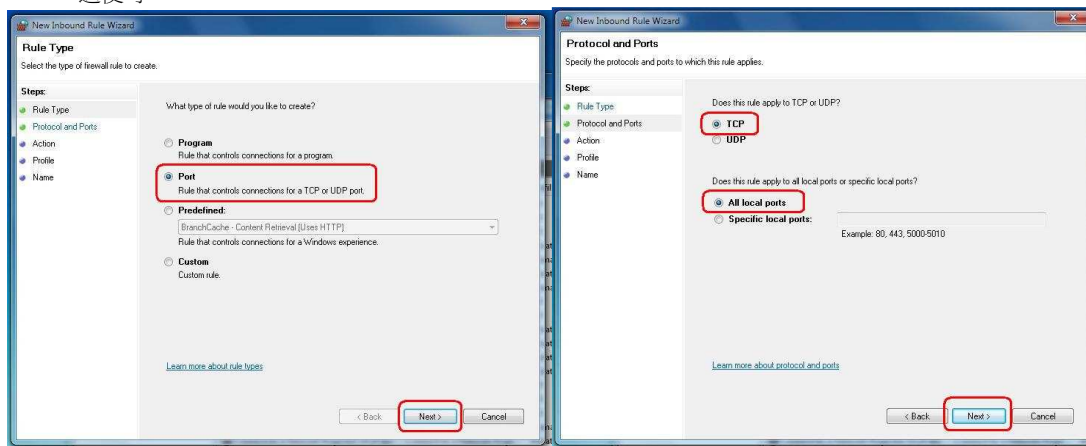 New Inbound Rule Wizard
Rule Type
Select the type of firewall rule to create.
Steps:
Rule Type
Protocol and Ports
Action
Profile
Name
What type of rule would you like to create?
Program
Rule that controls connections for a program.
Port
Rule that controls connections for a TCP or UDP port.
Predefined:
BranchCache - Content Retrieval (Uses HTTP)
Rule that controls connections for a Windows experience.
Custom
Custom rule.
Learn more about rule types
< Back
Next >
Cancel
New Inbound Rule Wizard
Protocol and Ports
Specify the protocols and ports to which this rule applies.
Steps:
Rule Type
Protocol and Ports
Action
Profile
Name
Does this rule apply to TCP or UDP?
TCP
UDP
Does this rule apply to all local ports or specific local ports?
All local ports
Specific local ports:
Example: 80, 443, 5000-5010
Learn more about protocol and ports
< Back
Next >
Cancel